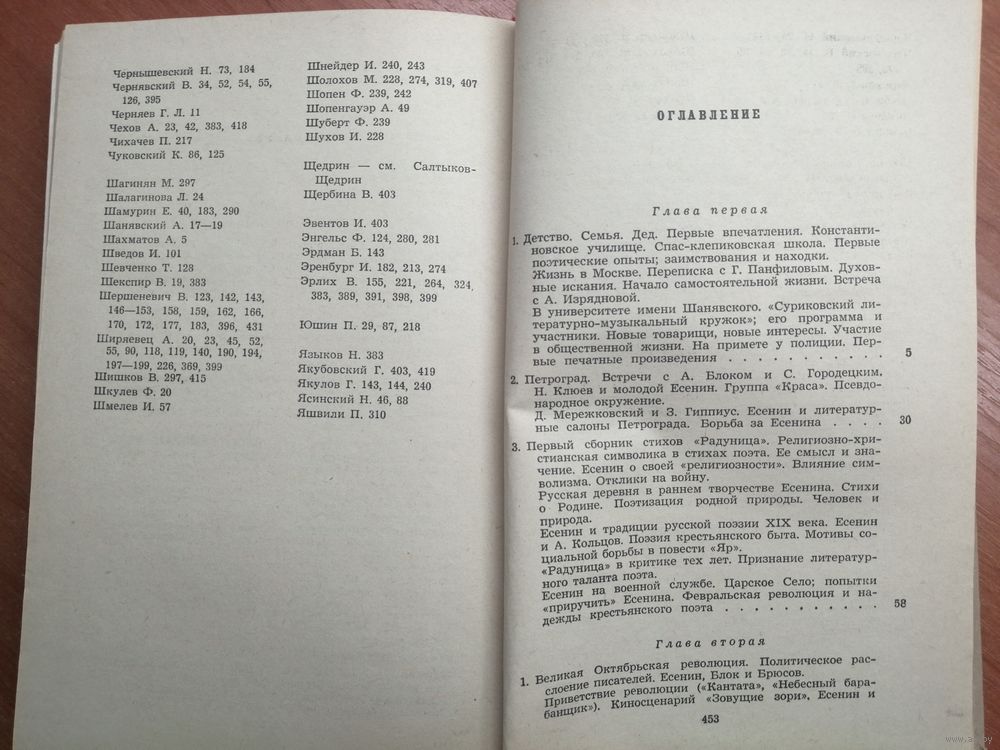 Чернышевский Н. 73, 184
Чернявский В. 34, 52, 54, 55,
126, 395
Черняев Г. Л. 11
Чехов А. 23, 42, 383, 418
Чихачев П. 217
Чуковский К. 86, 125
Шагинян М. 297
Шалагинова Л. 24
Шамурин Е. 40, 183, 290
Шанявский А. 17—19
Шахматов А. 5
Шведов И. 101
Шевченко Т. 128
Шекспир В. 19, 383
Шершеневич В. 123, 142, 143,
146—153, 158, 159, 162, 166,
170, 172, 177, 183, 396, 431
Ширяевец А. 20, 23, 45, 52,
55, 90, 118, 119, 140, 190, 194,
197—199, 226, 369, 399
Шишков В. 297, 415
Шкулев Ф. 20
Шмелев И. 57
Шнейдер И. 240, 243
Шолохов М. 228, 274, 319, 407
Шопен Ф. 239, 242
Шопенгауэр А. 49
Шуберт Ф. 239
Шухов И. 228
Щедрин — см. Салтыков-
Щедрин
Щербина В. 403
Эвентов И. 403
Энгельс Ф. 124, 280, 281
Эрдман Б. 143
Эренбург И. 182, 213, 274
Эрлих В. 155, 221, 264, 324,
383, 389, 391, 398, 399
Юшин П. 29, 87, 218
Языков Н. 383
Якубовский Г. 403, 419
Якулов Г. 143, 144, 240
Ясинский Н. 46, 88
Яшвили П. 310
ОГЛАВЛЕНИЕ
Глава первая
1. Детство. Семья. Дед. Первые впечатления. Константи-
новское училище. Спас-клепиковская школа. Первые
поэтические опыты; заимствования и находки.
Жизнь в Москве. Переписка с Г. Панфиловым. Духов-
ные искания. Начало самостоятельной жизни. Встреча
с А. Изрядновой.
В университете имени Шанявского. «Суриковский ли-
тературно-музыкальный кружок»; его программа и
участники. Новые товарищи, новые интересы. Участие
в общественной жизни. На примете у полиции. Пер-
вые печатные произведения . . . . . . . . . . . . 5
2. Петроград. Встречи с А. Блоком и С. Городецким.
Н. Клюев и молодой Есенин. Группа «Краса». Псевдо-
народное окружение.
Д. Мережковский и З. Гиппиус. Есенин и литератур-
ные салоны Петрограда. Борьба за Есенина . . . . 30
3. Первый сборник стихов «Радуница». Религиозно-хри-
стианская символика в стихах поэта. Ее смысл и зна-
чение. Есенин о своей «религиозности». Влияние сим-
волизма. Отклики на войну.
Русская деревня в раннем творчестве Есенина. Стихи
о Родине. Поэтизация родной природы. Человек и
природа.
Есенин и традиции русской поэзии XIX века. Есенин
и А. Кольцов. Поэзия крестьянского быта. Мотивы со-
циальной борьбы в повести «Яр».
«Радуница» в критике тех лет. Признание литератур-
ного таланта поэта.
Есенин на военной службе. Царское Село; попытки
«приручить» Есенина. Февральская революция и на-
дежды крестьянского поэта . . . . . . . . . . . 58
Глава вторая
1. Великая Октябрьская революция. Политическое рас-
слоение писателей. Есенин, Блок и Брюсов.
Приветствие революции («Кантата», «Небесный бара-
банщик»). Киносценарий «Зовущие зори». Есенин и
453